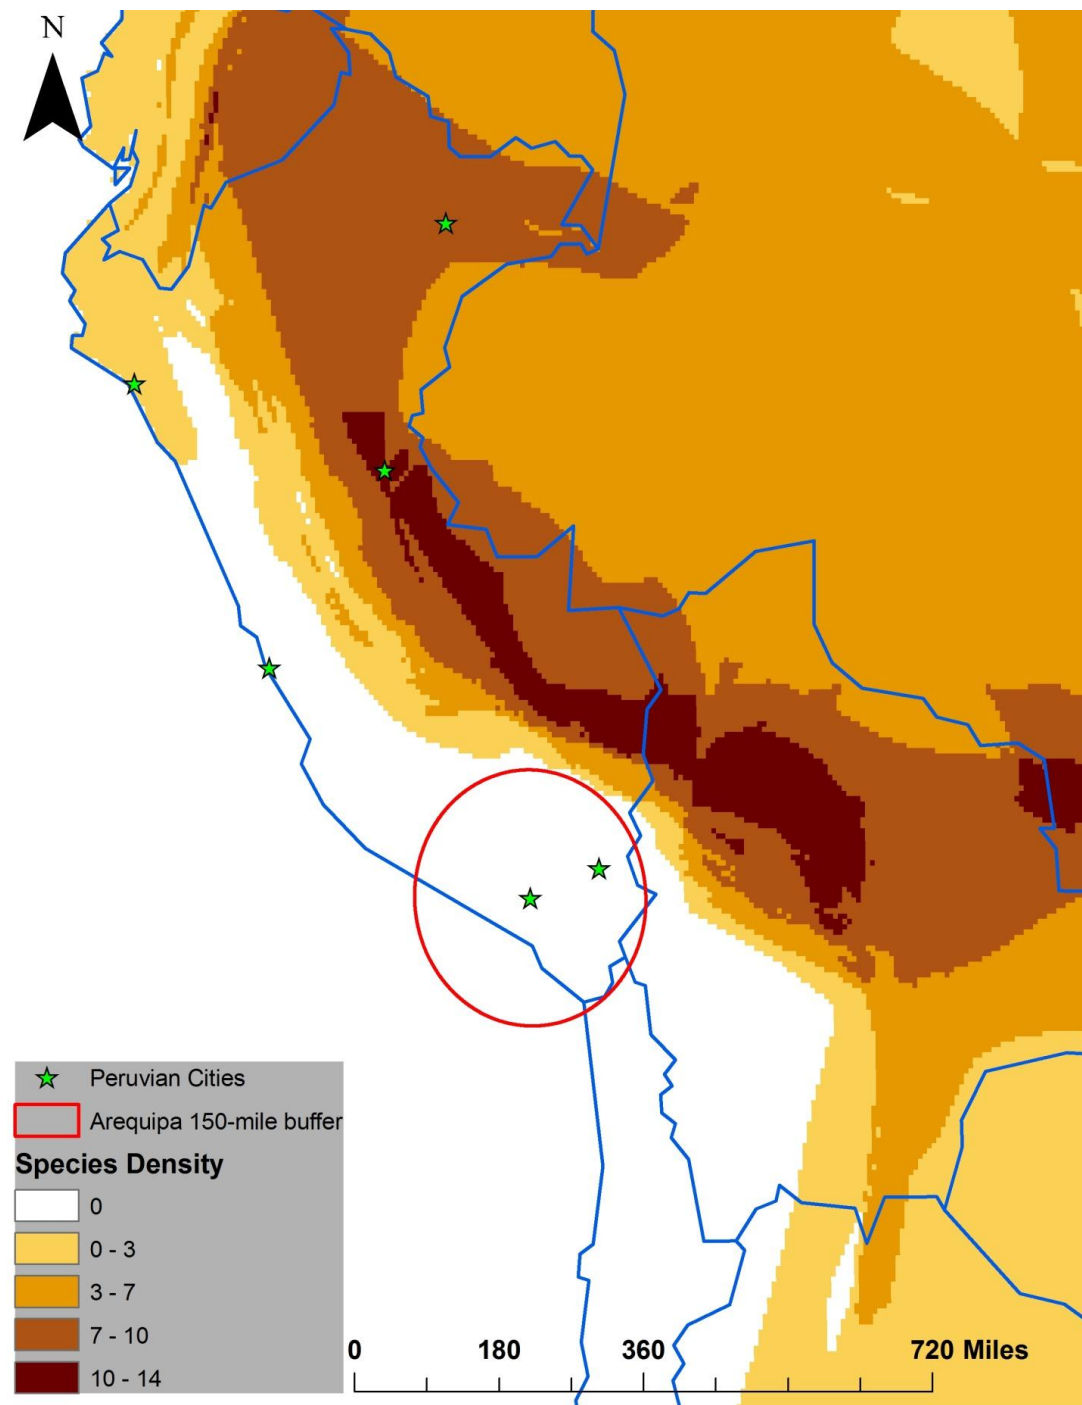 N
Peruvian Cities
Arequipa 150-mile buffer
Species Density
0
0 - 3
3 - 7
7 - 10
10 - 14
0 180 360 720 Miles